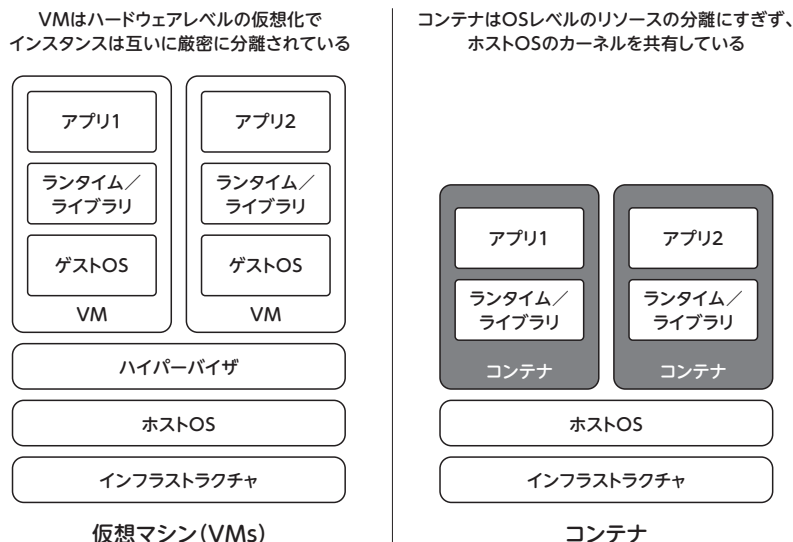 VMはハードウェアレベルの仮想化で
インスタンスは互いに厳密に分離されている
アプリ1
ランタイム／
ライブラリ
ゲストOS
VM
アプリ2
ランタイム／
ライブラリ
ゲストOS
VM
ハイパーバイザ
ホストOS
インフラストラクチャ
仮想マシン（VMs）
コンテナはOSレベルのリソースの分離にすぎず、
ホストOSのカーネルを共有している
アプリ1
ランタイム／
ライブラリ
コンテナ
アプリ2
ランタイム／
ライブラリ
コンテナ
ホストOS
インフラストラクチャ
コンテナ